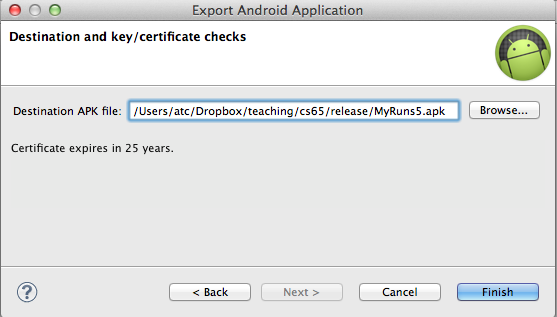 Export Android Application
Destination and key/certificate checks
Destination APK file: /Users/atc/Dropbox/teaching/cs65/release/MyRuns5.apk Browse...
Certificate expires in 25 years.
? < Back Next > Cancel Finish